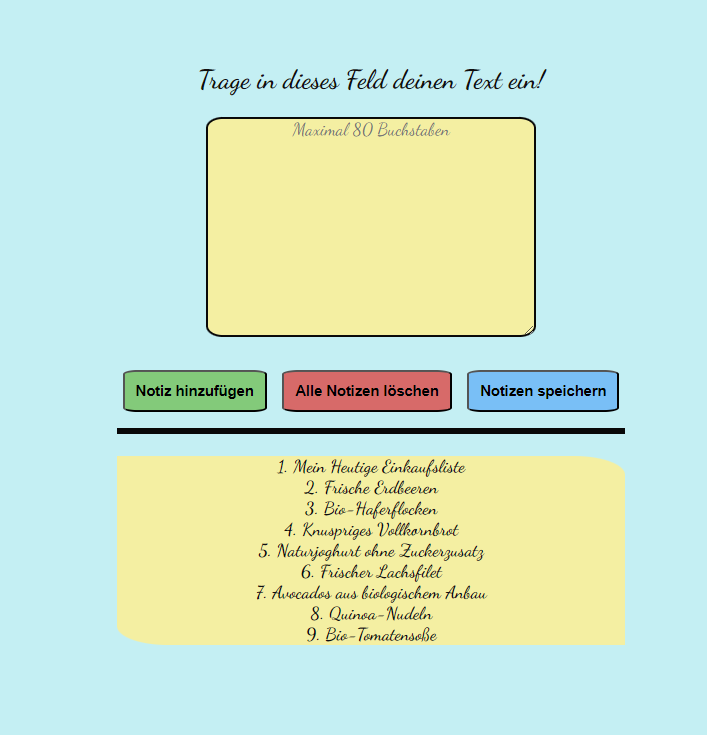 Trage in dieses Feld deinen Text ein!
Maximal 80 Buchstaben
Notiz hinzufügen
Alle Notizen löschen
Notizen speichern
1. Mein Heutige Einkaufsliste
2. Frische Erdbeeren
3. Bio-Haferflocken
4. Knuspriges Vollkornbrot
5. Naturjoghurt ohne Zuckerzusatz
6. Frischer Lachsfilet
7. Avocados aus biologischem Anbau
8. Quinoa-Nudeln
9. Bio-Tomatensoße